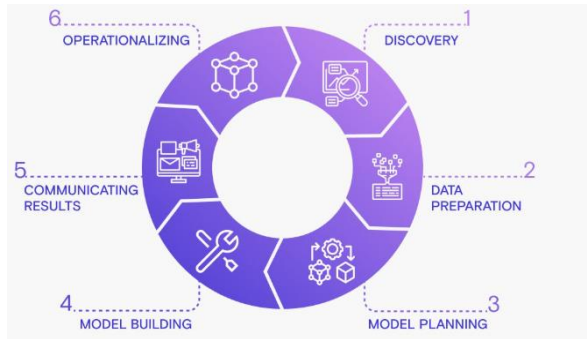 1
DISCOVERY
2
DATA
PREPARATION
3
MODEL PLANNING
4
MODEL BUILDING
5
COMMUNICATING
RESULTS
6
OPERATIONALIZING